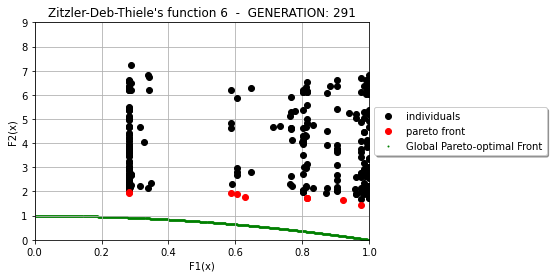 Zitzler-Deb-Thiele's function 6 - GENERATION: 291
9
8
7
6
5
4
3
2
1
0
F2(x)
0.0 0.2 0.4 0.6 0.8 1.0
F1(x)
individuals
pareto front
Global Pareto-optimal Front